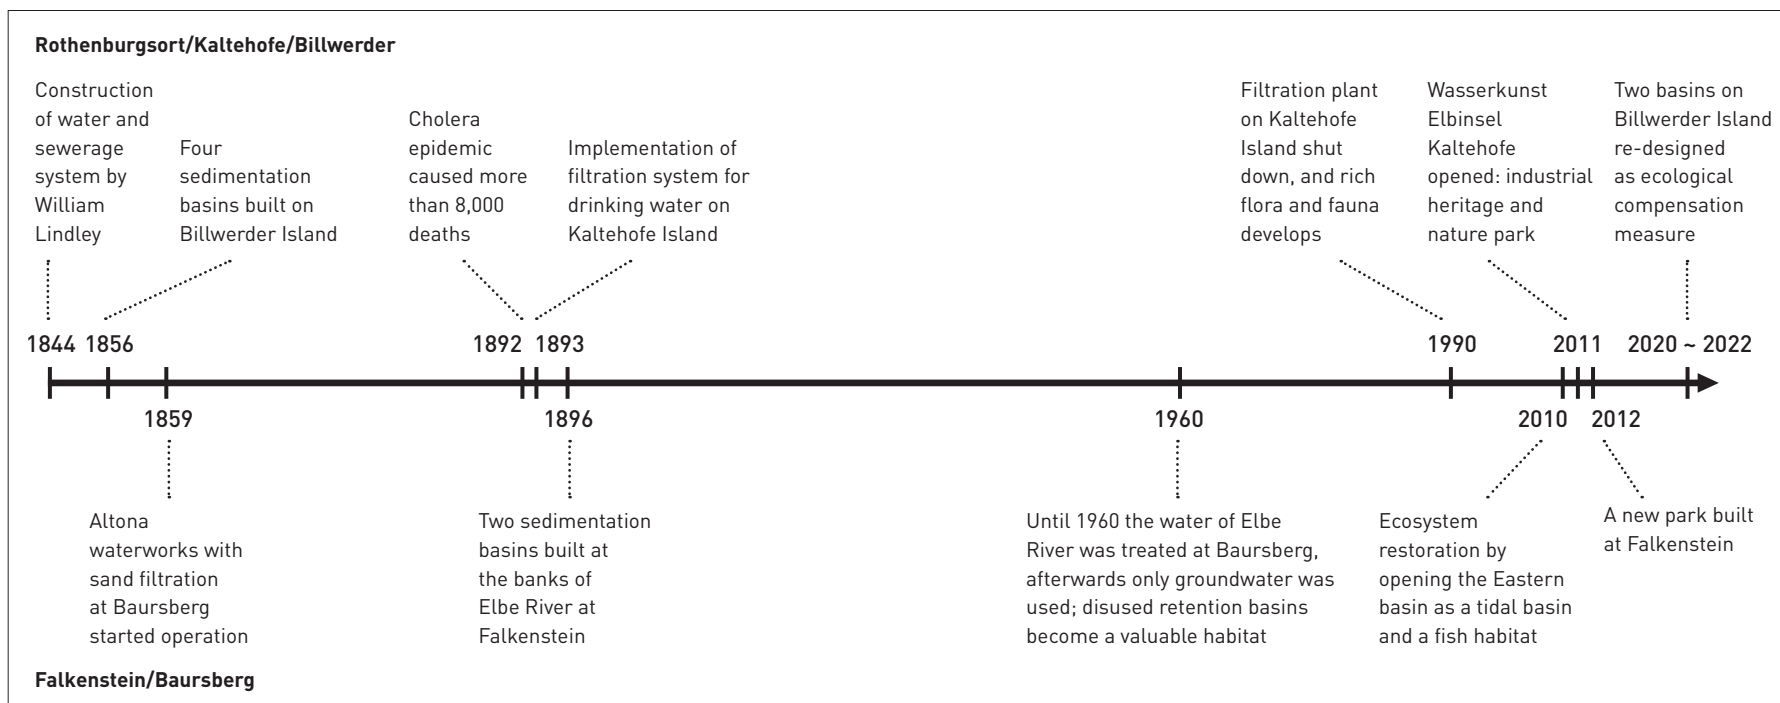 Rothenburgsort/Kaltehofe/Billwerder
Construction
of water and
sewerage
system by
William
Lindley
Four
sedimentation
basins built on
Billwerder Island
Cholera
epidemic
caused more
than 8,000
deaths
Implementation of
filtration system for
drinking water on
Kaltehofe Island
Filtration plant
on Kaltehofe
Island shut
down, and rich
flora and fauna
develops
Wasserkunst
Elbinsel
Kaltehofe
opened: industrial
heritage and
nature park
Two basins on
Billwerder Island
re-designed
as ecological
compensation
measure
1844 1856 1892 1893 1990 2011 2020 ~ 2022
1859 1896 1960 2010 2012
Altona
waterworks with
sand filtration
at Baursberg
started operation
Two sedimentation
basins built at
the banks of
Elbe River at
Falkenstein
Until 1960 the water of Elbe
River was treated at Baursberg,
afterwards only groundwater was
used; disused retention basins
become a valuable habitat
Ecosystem
restoration by
opening the Eastern
basin as a tidal basin
and a fish habitat
A new park built
at Falkenstein
Falkenstein/Baursberg